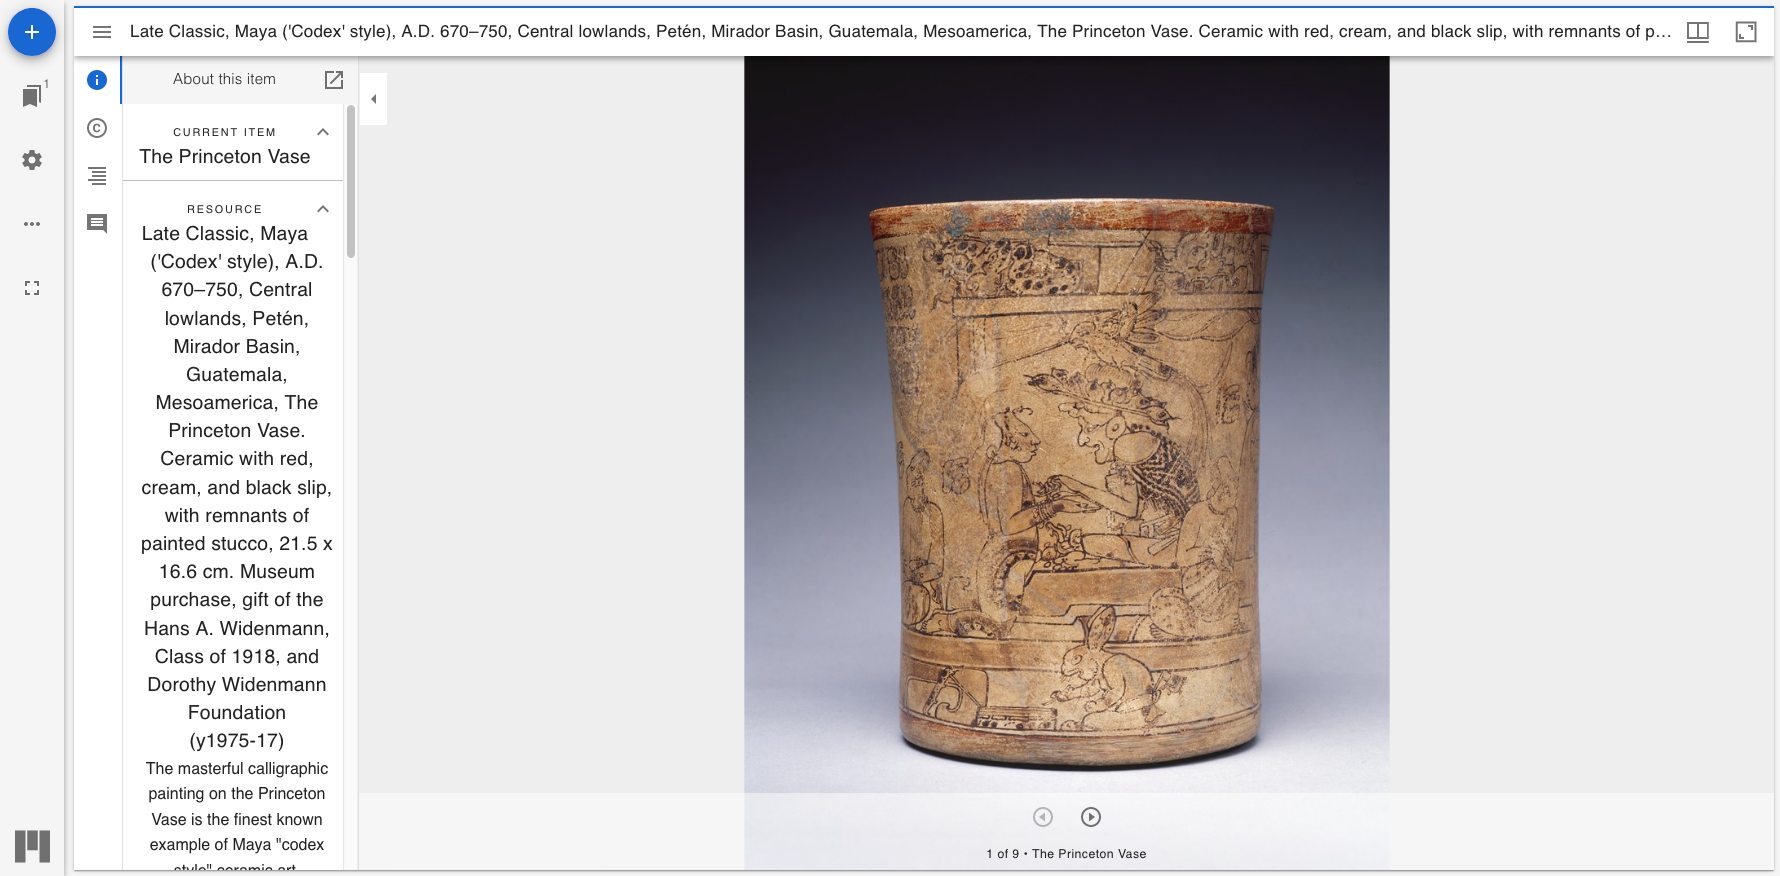 1
Late Classic, Maya ('Codex' style), A.D. 670–750, Central lowlands, Petén, Mirador Basin, Guatemala, Mesoamerica, The Princeton Vase. Ceramic with red, cream, and black slip, with remnants of p...
About this item
CURRENT ITEM
The Princeton Vase
RESOURCE
Late Classic, Maya
('Codex' style), A.D.
670–750, Central
lowlands, Petén,
Mirador Basin,
Guatemala,
Mesoamerica, The
Princeton Vase.
Ceramic with red,
cream, and black slip,
with remnants of
painted stucco, 21.5 x
16.6 cm. Museum
purchase, gift of the
Hans A. Widenmann,
Class of 1918, and
Dorothy Widenmann
Foundation
(y1975-17)
The masterful calligraphic
painting on the Princeton
Vase is the finest known
example of Maya "codex
style" ceramic art.
1 of 9 • The Princeton Vase